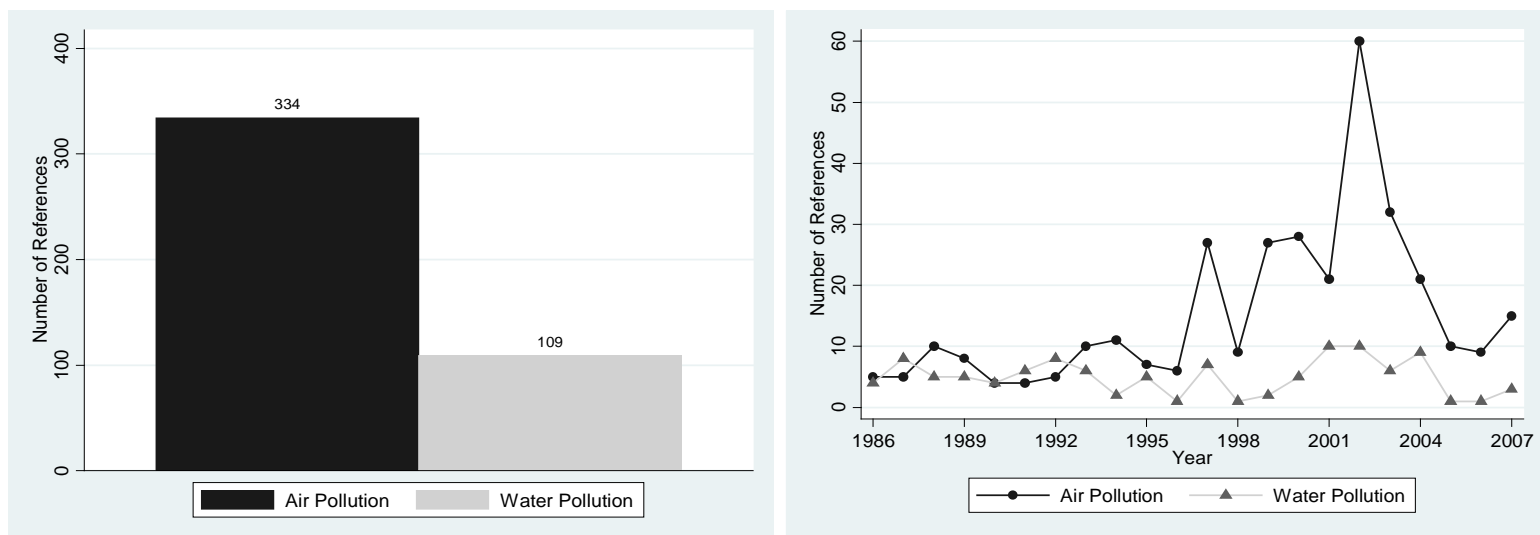 Number of References
400
300
200
100
0
334
109
Air Pollution Water Pollution
Number of References
60
50
40
30
20
10
0
1986 1989 1992 1995 1998 2001 2004 2007
Year
Air Pollution Water Pollution